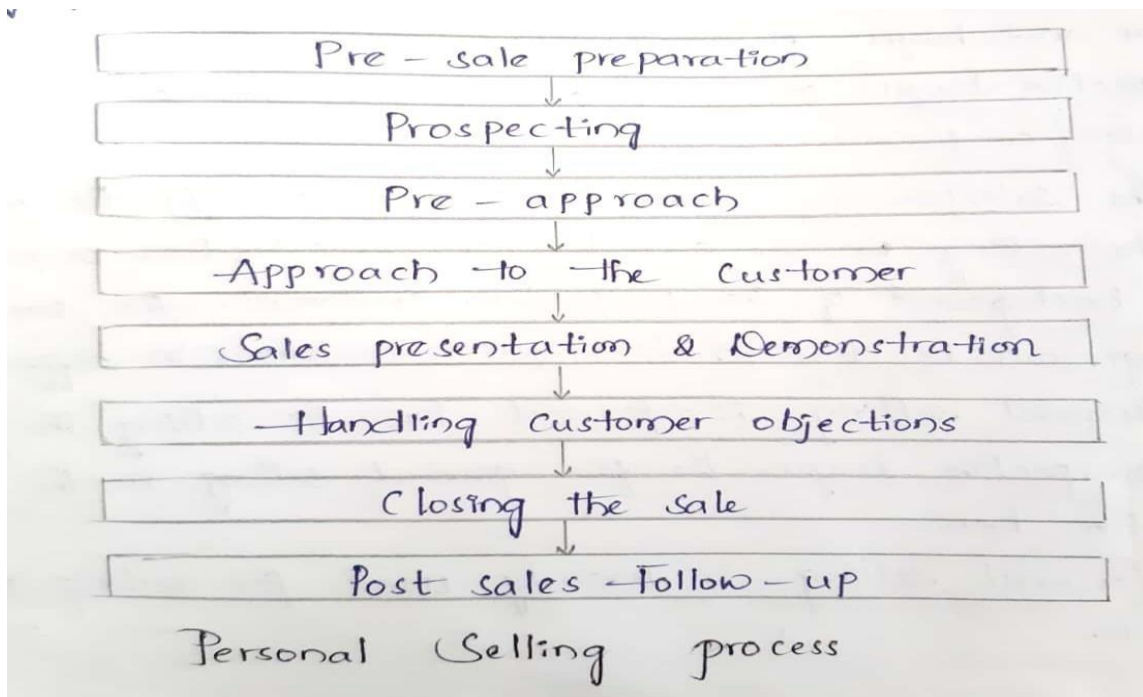 Pre - sale preparation
Prospecting
Pre - approach
Approach to the customer
Sales presentation & Demonstration
Handling customer objections
Closing the sale
Post sales Follow - up
Personal Selling process